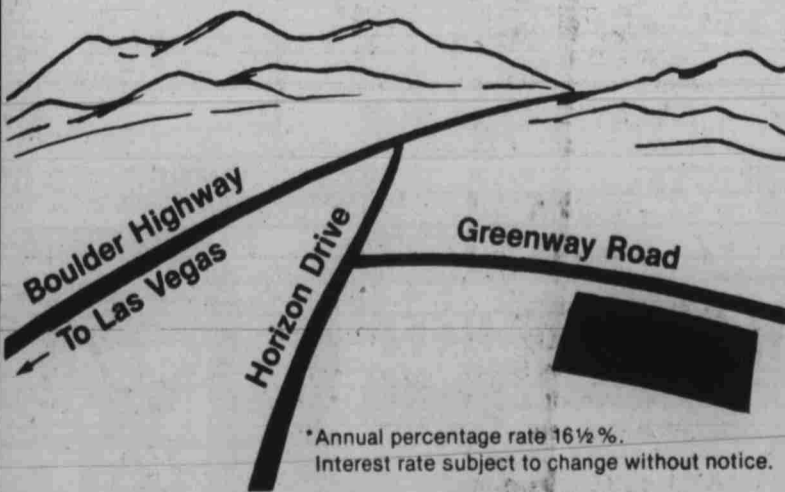 Boulder Highway
To Las Vegas
Horizon Drive
Greenway Road
*Annual percentage rate 16½%.
Interest rate subject to change without notice.